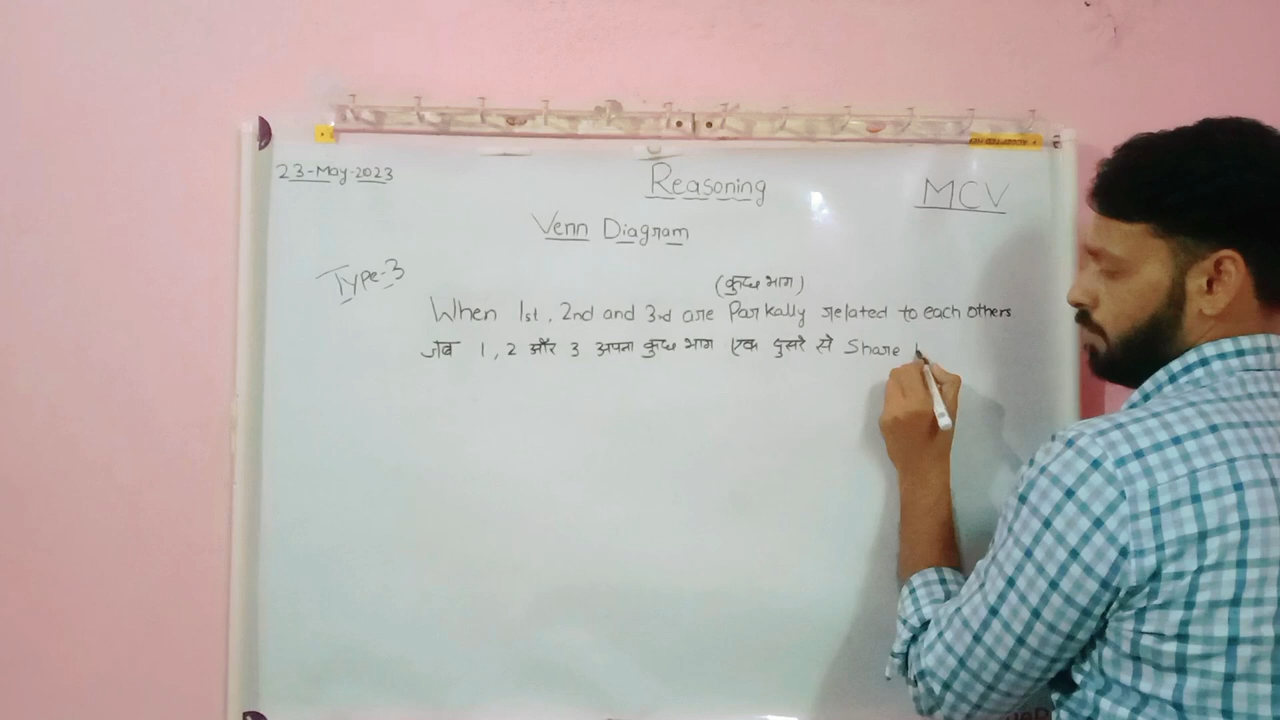 23-May-2023
Reasoning
MCV
Venn Diagram
Type-3
(कुछ भाग)
When 1st, 2nd and 3rd are Partially related to each others
जब 1, 2 और 3 अपना कुछ भाग एक दुसरे से Share